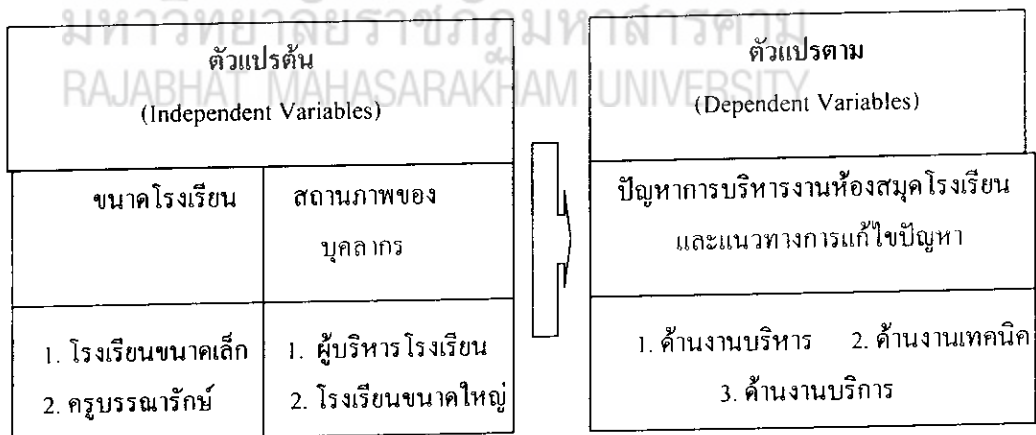 มหาวิทยาลัยราชภัฏมหาสารคาม
RAJABHAT MAHASARAKHAM UNIVERSITY
ตัวแปรต้น
(Independent Variables)
ขนาดโรงเรียน
สถานภาพของ
บุคลากร
1. โรงเรียนขนาดเล็ก
2. ครูบรรณารักษ์
1. ผู้บริหารโรงเรียน
2. โรงเรียนขนาดใหญ่
ตัวแปรตาม
(Dependent Variables)
ปัญหาการบริหารงานห้องสมุดโรงเรียน
และแนวทางการแก้ไขปัญหา
1. ด้านงานบริหาร 2. ด้านงานเทคนิค
3. ด้านงานบริการ